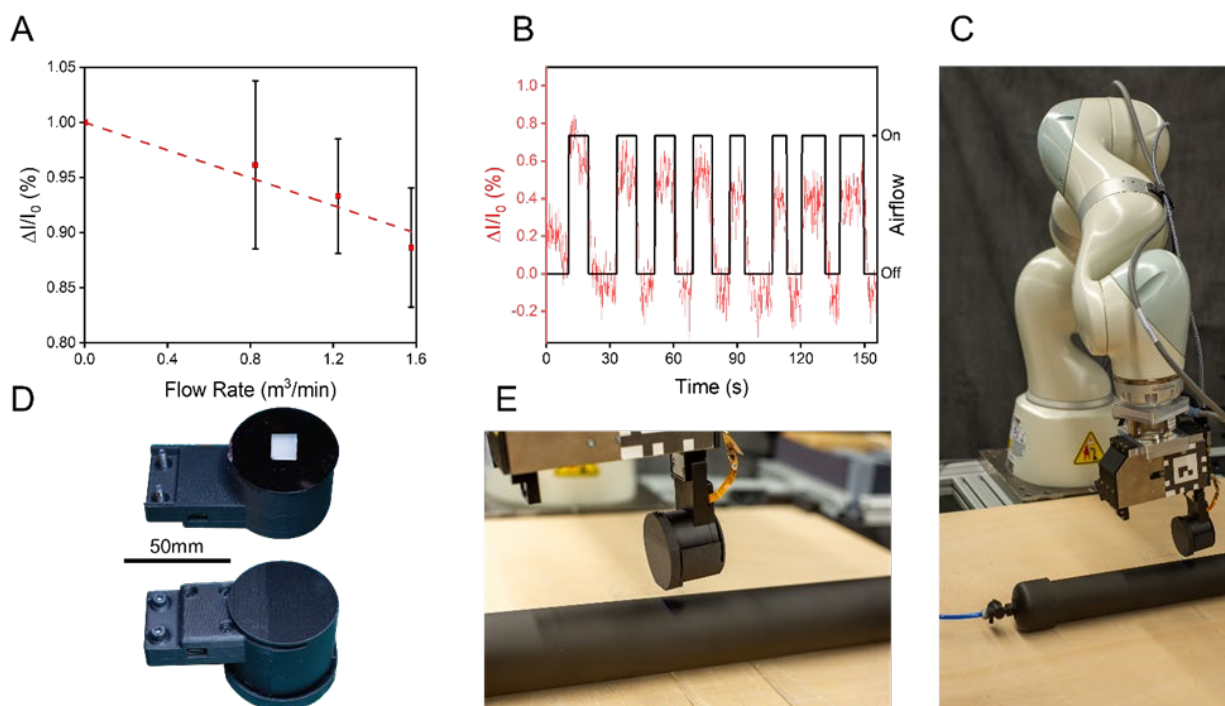 A
1.05
1.00
0.95
0.90
0.85
0.80
ΔI/I₀ (%)
0.0 0.4 0.8 1.2 1.6
Flow Rate (m³/min)
B
1.0
0.8
0.6
0.4
0.2
0.0
-0.2
ΔI/I₀ (%)
On
Off
Airflow
0 30 60 90 120 150
Time (s)
C
D
50mm
E